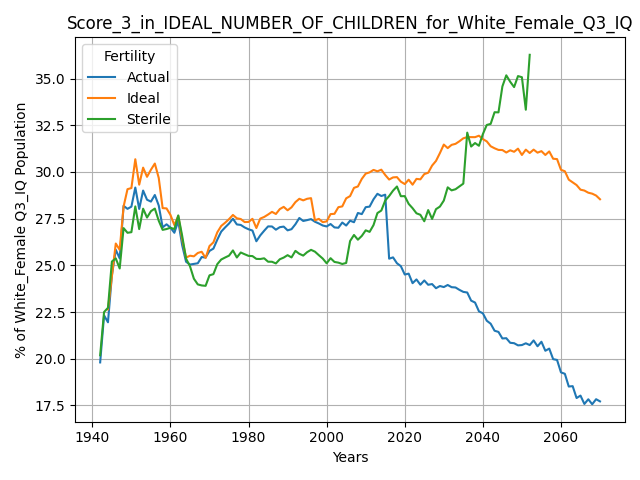 Score_3_in_IDEAL_NUMBER_OF_CHILDREN_for_White_Female_Q3_IQ
Fertility
Actual
Ideal
Sterile
% of White_Female Q3_IQ Population
35.0
32.5
30.0
27.5
25.0
22.5
20.0
17.5
1940
1960
1980
2000
2020
2040
2060
Years